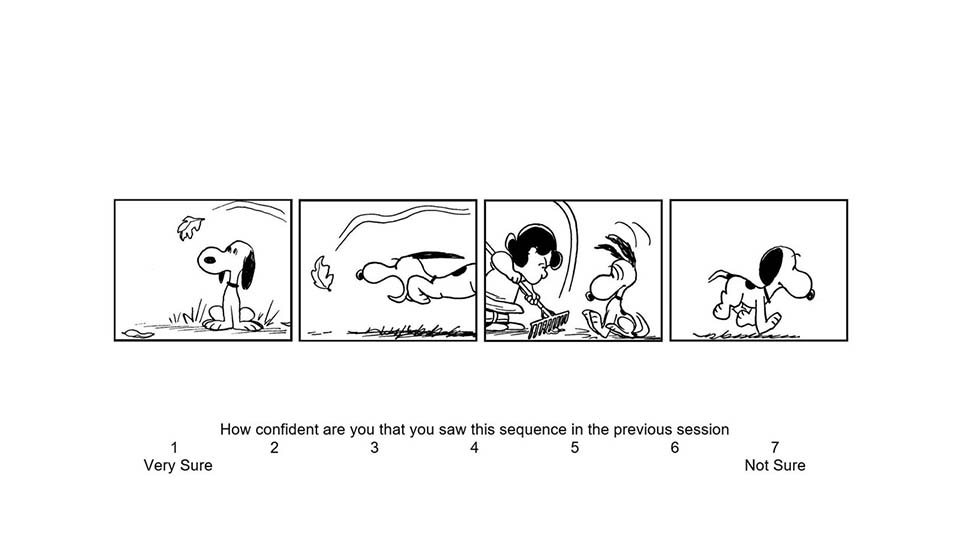 How confident are you that you saw this sequence in the previous session
1 2 3 4 5 6 7
Very Sure Not Sure